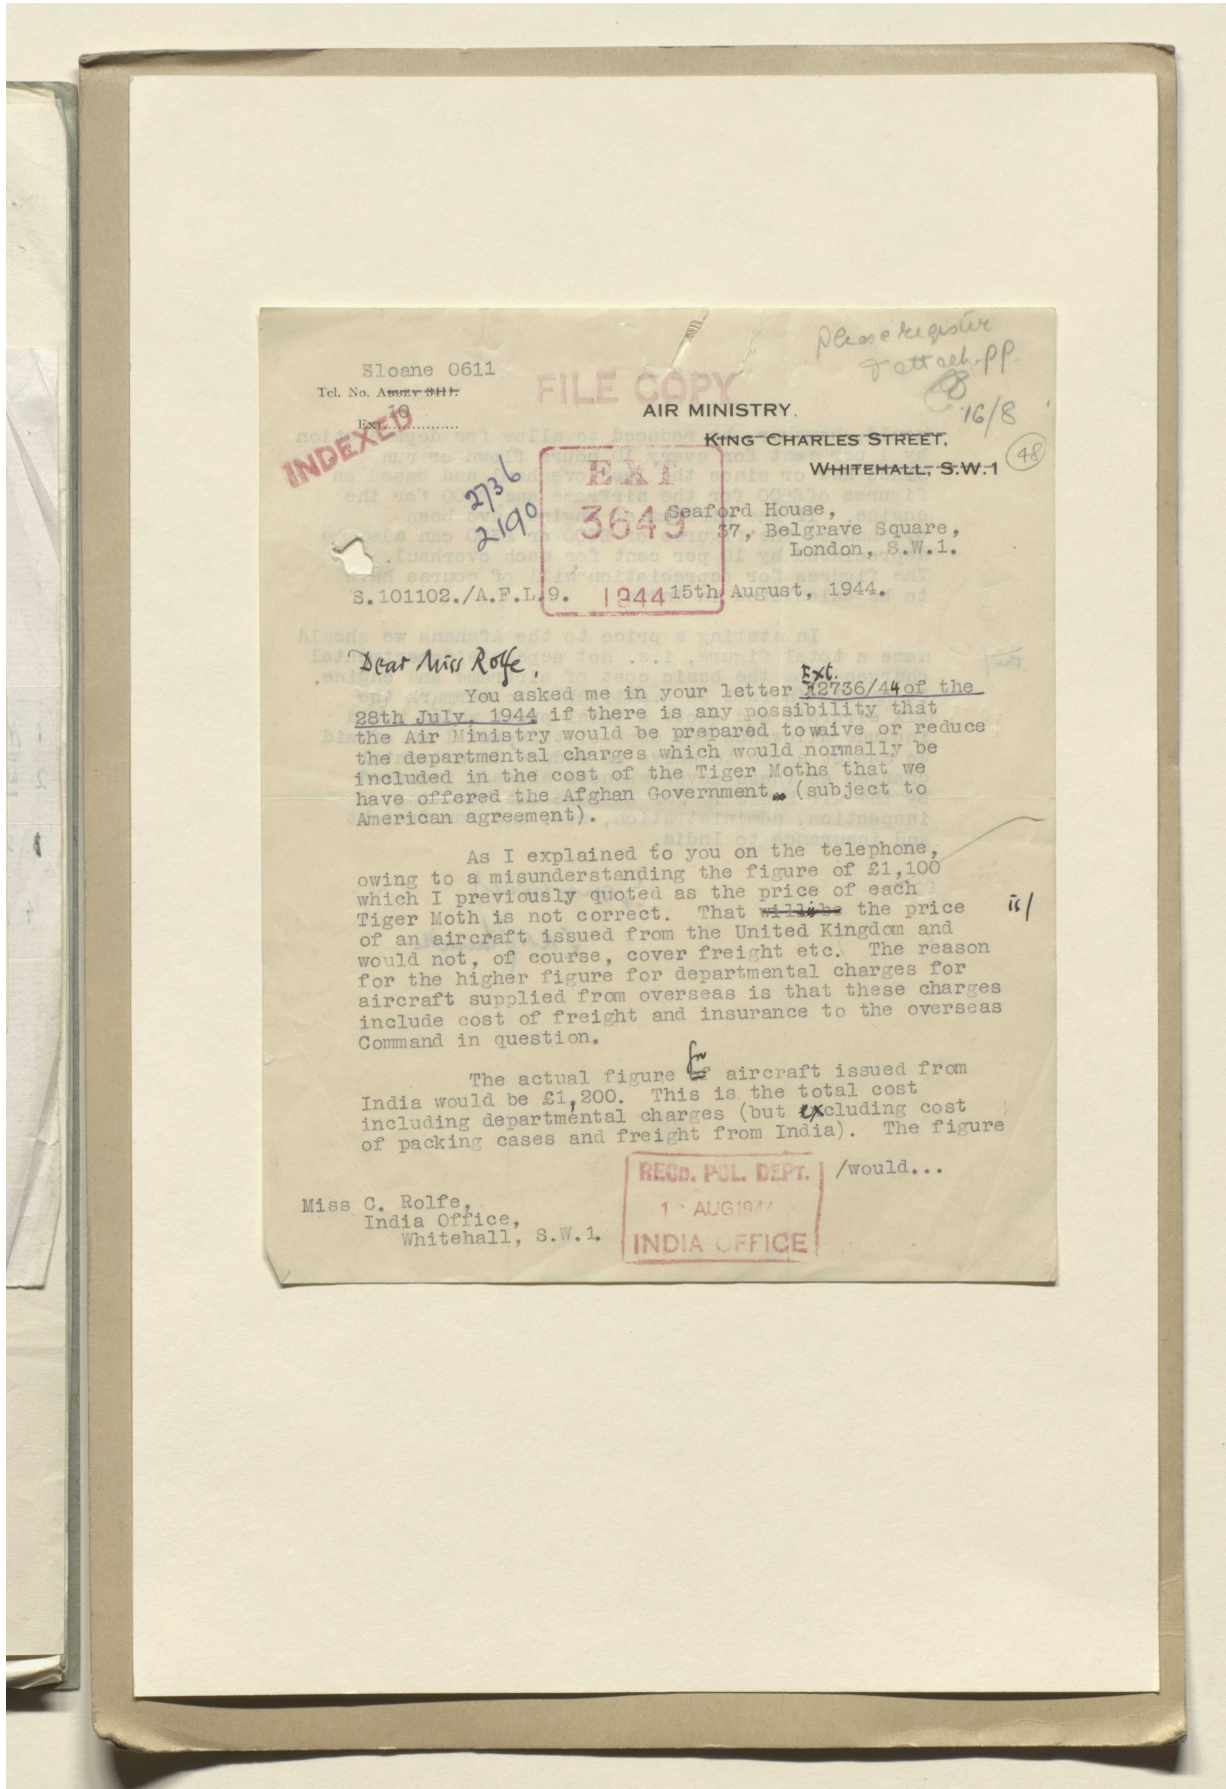 Please register
& attach. pp.
16/8
48
Sloane 0611
Tel. No. Abbey 3411.
Ext. 10
INDEXED
FILE COPY
AIR MINISTRY,
KING CHARLES STREET,
WHITEHALL, S.W.1
2736
2190
EXT
3649
1944
Seaford House,
37, Belgrave Square,
London, S.W.1.
S.101102./A.F.L.9.
15th August, 1944.
Dear Miss Rolfe,
Ext.
You asked me in your letter 2736/44 of the
28th July, 1944 if there is any possibility that
the Air Ministry would be prepared towaive or reduce
the departmental charges which would normally be
included in the cost of the Tiger Moths that we
have offered the Afghan Government (subject to
American agreement).
As I explained to you on the telephone,
owing to a misunderstanding the figure of £1,100
which I previously quoted as the price of each
Tiger Moth is not correct. That will be the price is/
of an aircraft issued from the United Kingdom and
would not, of course, cover freight etc. The reason
for the higher figure for departmental charges for
aircraft supplied from overseas is that these charges
include cost of freight and insurance to the overseas
Command in question.
The actual figure for aircraft issued from
India would be £1,200. This is the total cost
including departmental charges (but excluding cost
of packing cases and freight from India). The figure
/would...
Miss C. Rolfe,
India Office,
Whitehall, S.W.1.
RECD. POL. DEPT.
AUG 1944
INDIA OFFICE